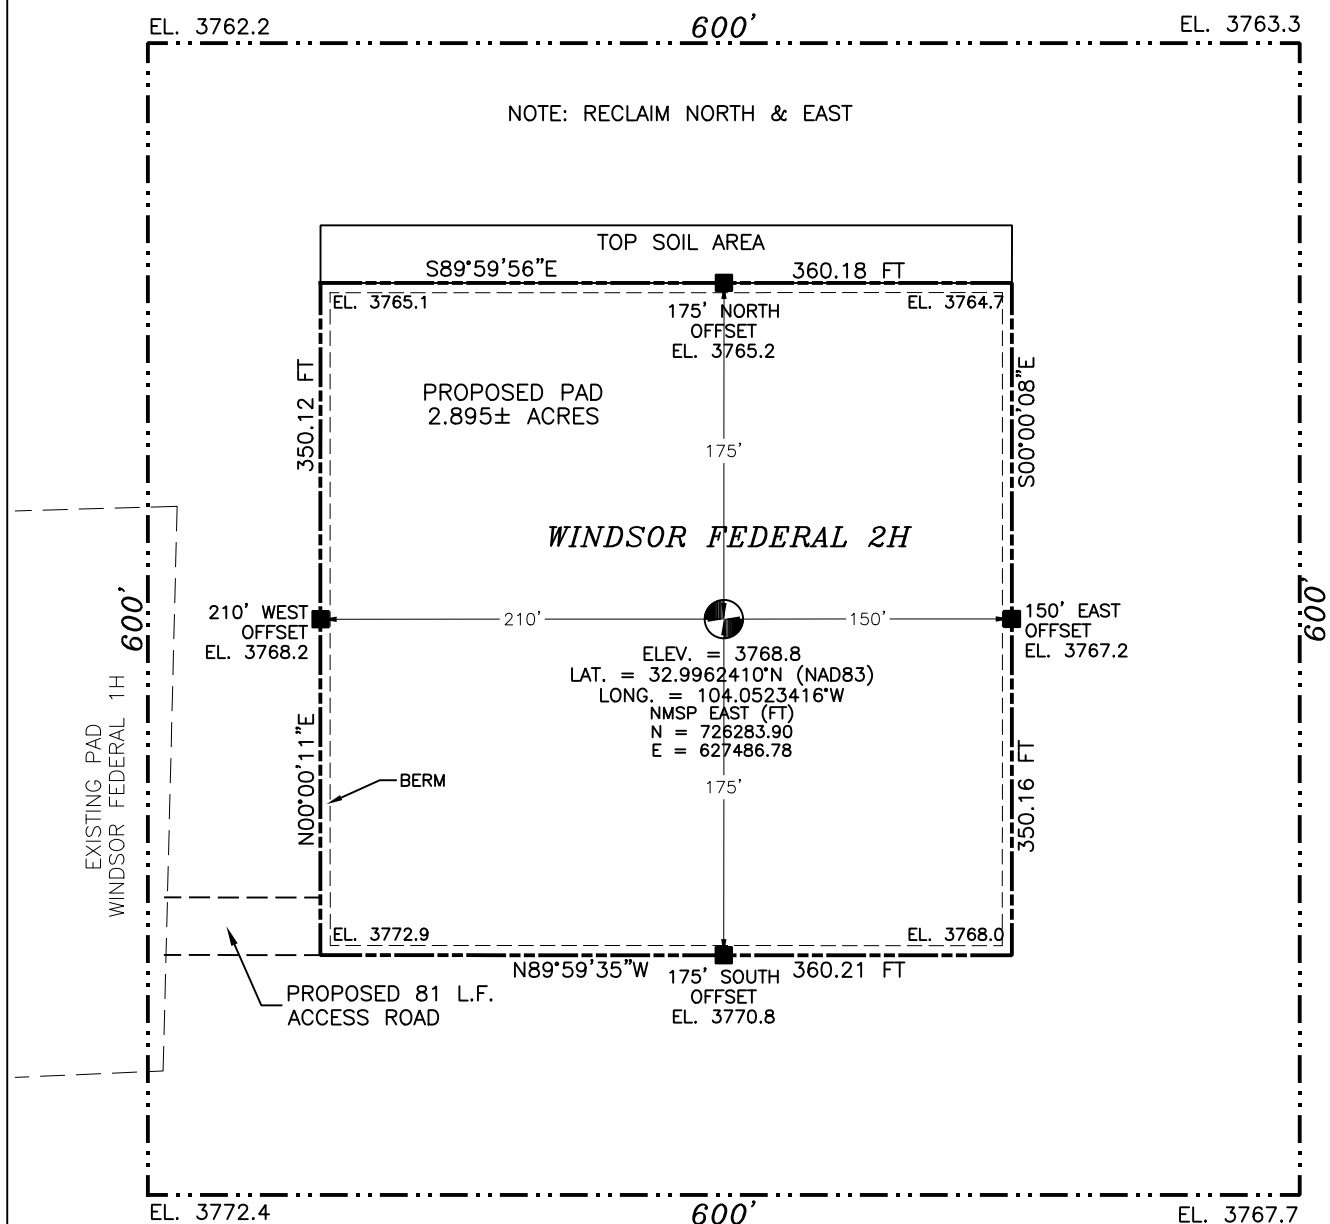 EL. 3762.2
600'
EL. 3763.3
NOTE: RECLAIM NORTH & EAST
TOP SOIL AREA
S89°59'56"E
360.18 FT
EL. 3765.1
175' NORTH
OFFSET
EL. 3765.2
EL. 3764.7
350.12 FT
PROPOSED PAD
2.895± ACRES
S00°00'08"E
175'
WINDSOR FEDERAL 2H
600'
210' WEST
OFFSET
EL. 3768.2
210'
150'
150' EAST
OFFSET
EL. 3767.2
600'
ELEV. = 3768.8
LAT. = 32.9962410°N (NAD83)
LONG. = 104.0523416°W
NMSP EAST (FT)
N = 726283.90
E = 627486.78
EXISTING PAD
WINDSOR FEDERAL 1H
N00°00'11"E
BERM
175'
350.16 FT
EL. 3772.9
EL. 3768.0
N89°59'35"W
175' SOUTH
OFFSET
EL. 3770.8
360.21 FT
PROPOSED 81 L.F.
ACCESS ROAD
EL. 3772.4
600'
EL. 3767.7